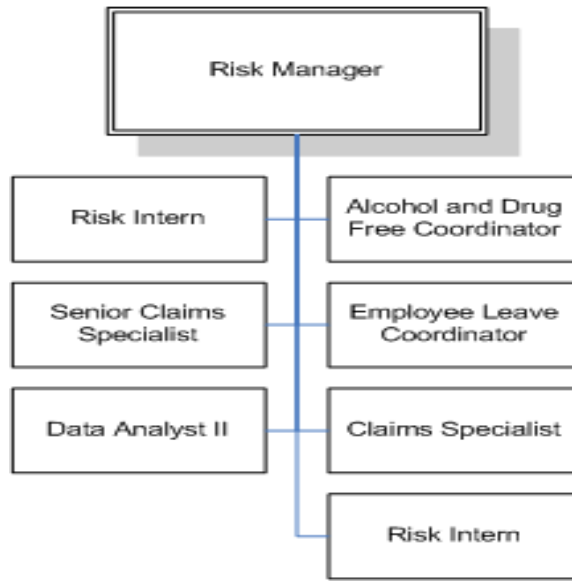 Risk Manager
Risk Intern
Alcohol and Drug
Free Coordinator
Senior Claims
Specialist
Employee Leave
Coordinator
Data Analyst II
Claims Specialist
Risk Intern